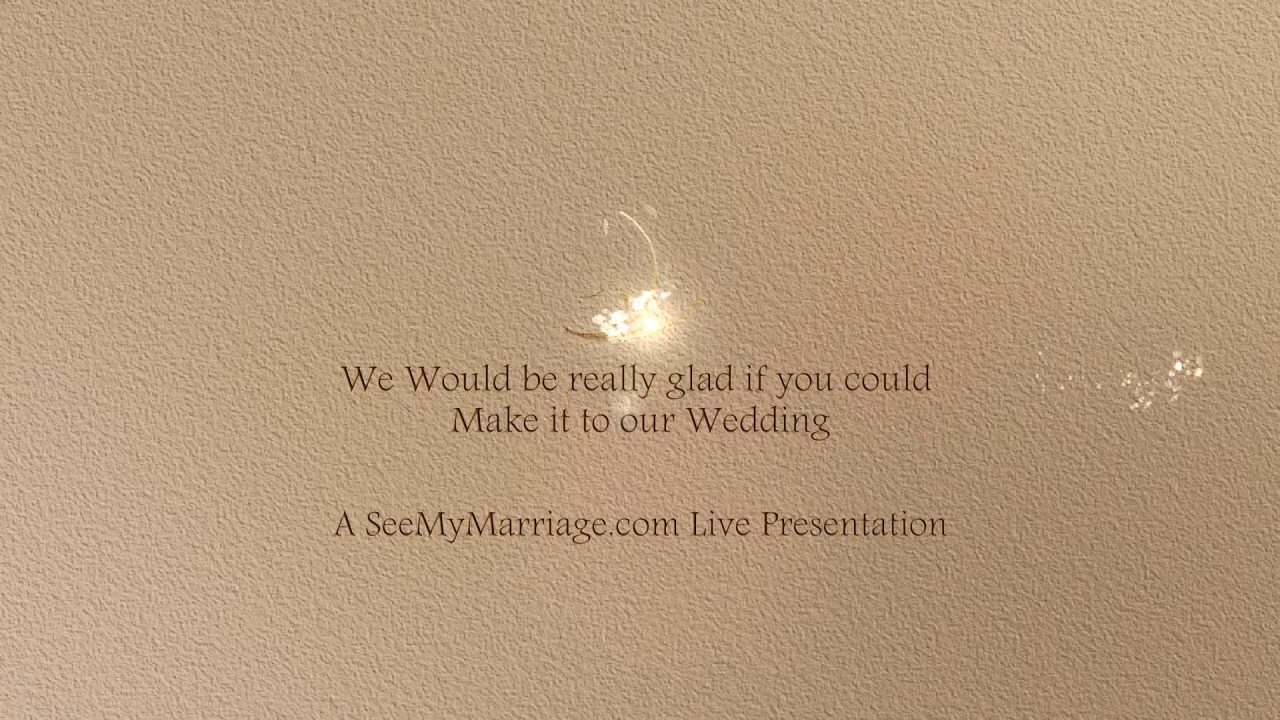 We Would be really glad if you could
Make it to our Wedding
A SeeMyMarriage.com Live Presentation